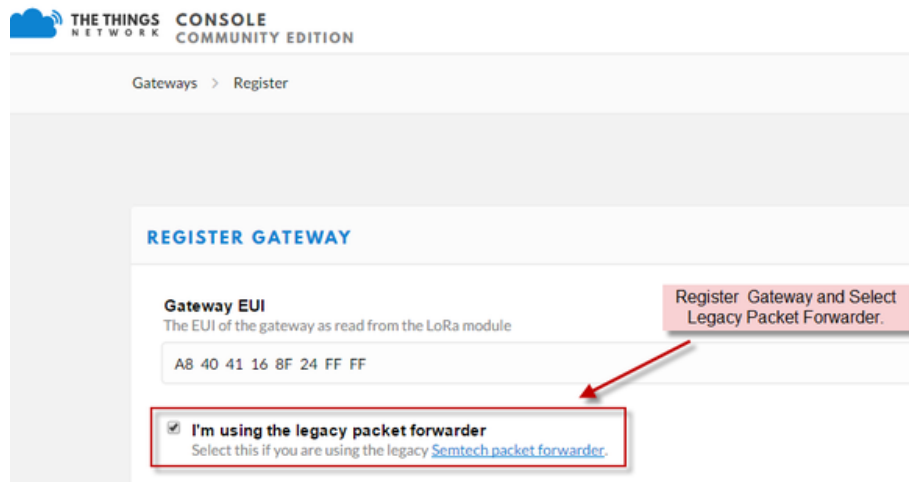 THE THINGS CONSOLE
NETWORK COMMUNITY EDITION
Gateways > Register
REGISTER GATEWAY
Gateway EUI
The EUI of the gateway as read from the LoRa module
Register Gateway and Select
Legacy Packet Forwarder.
A8 40 41 16 8F 24 FF FF
I'm using the legacy packet forwarder
Select this if you are using the legacy Semtech packet forwarder.